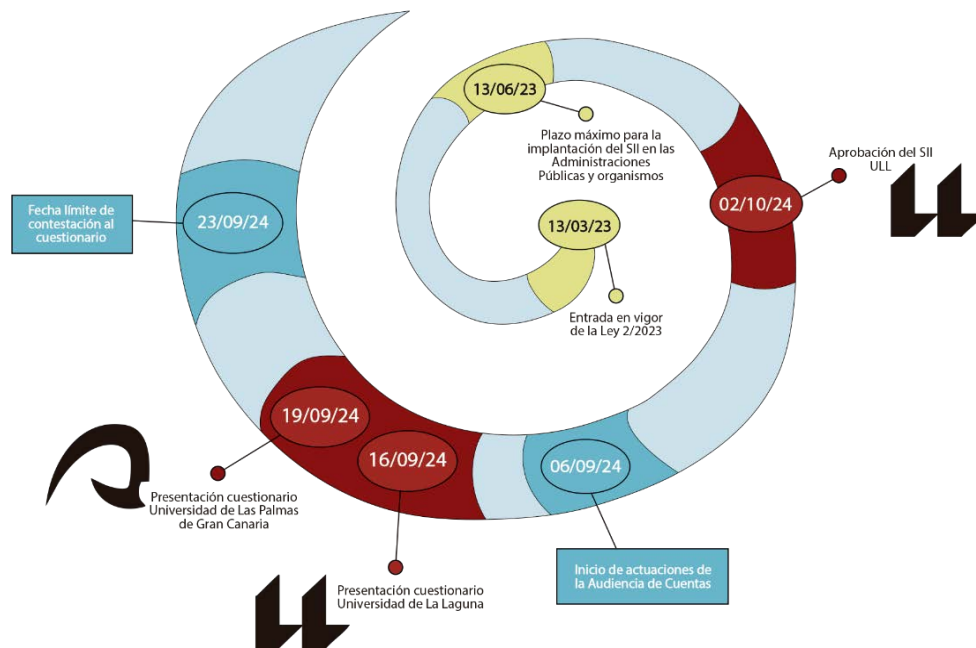 13/06/23
Plazo máximo para la
implantación del SII en las
Administraciones
Públicas y organismos
13/03/23
Entrada en vigor
de la Ley 2/2023
02/10/24
Aprobación del SII
ULL
23/09/24
Fecha límite de
contestación al
cuestionario
19/09/24
Presentación cuestionario
Universidad de Las Palmas
de Gran Canaria
16/09/24
Presentación cuestionario
Universidad de La Laguna
06/09/24
Inicio de actuaciones de
la Audiencia de Cuentas